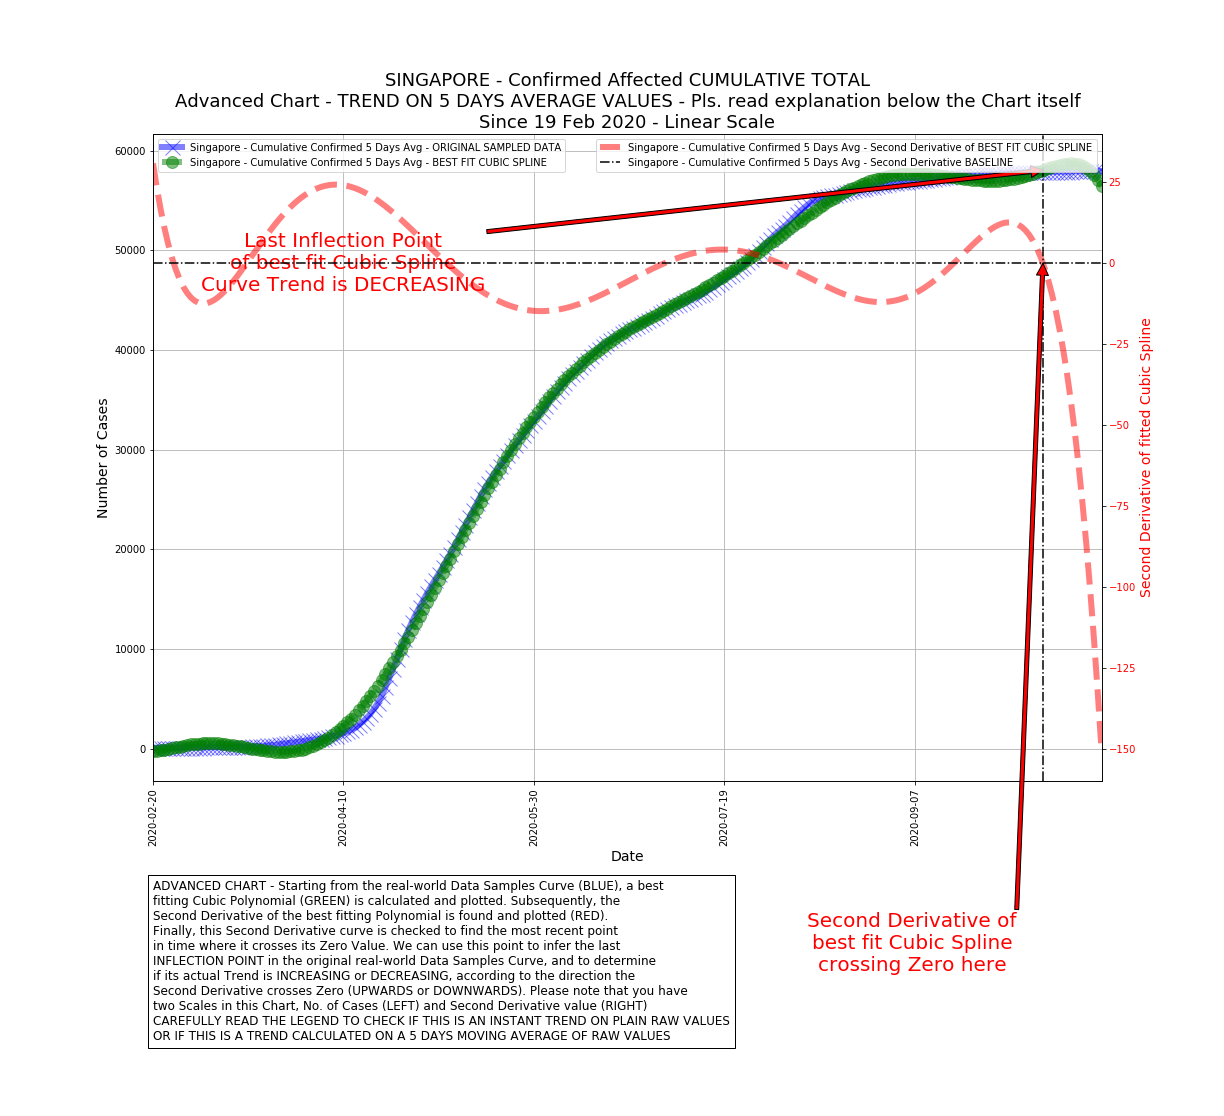 SINGAPORE - Confirmed Affected CUMULATIVE TOTAL
Advanced Chart - TREND ON 5 DAYS AVERAGE VALUES - Pls. read explanation below the Chart itself
Since 19 Feb 2020 - Linear Scale
Singapore - Cumulative Confirmed 5 Days Avg - ORIGINAL SAMPLED DATA
Singapore - Cumulative Confirmed 5 Days Avg - BEST FIT CUBIC SPLINE
Singapore - Cumulative Confirmed 5 Days Avg - Second Derivative of BEST FIT CUBIC SPLINE
Singapore - Cumulative Confirmed 5 Days Avg - Second Derivative BASELINE
60000
50000
40000
30000
20000
10000
0
Number of Cases
Last Inflection Point
of best fit Cubic Spline
Curve Trend is DECREASING
25
0
−25
−50
−75
−100
−125
−150
Second Derivative of fitted Cubic Spline
2020-02-20
2020-04-10
2020-05-30
2020-07-19
2020-09-07
Date
ADVANCED CHART - Starting from the real-world Data Samples Curve (BLUE), a best
fitting Cubic Polynomial (GREEN) is calculated and plotted. Subsequently, the
Second Derivative of the best fitting Polynomial is found and plotted (RED).
Finally, this Second Derivative curve is checked to find the most recent point
in time where it crosses its Zero Value. We can use this point to infer the last
INFLECTION POINT in the original real-world Data Samples Curve, and to determine
if its actual Trend is INCREASING or DECREASING, according to the direction the
Second Derivative crosses Zero (UPWARDS or DOWNWARDS). Please note that you have
two Scales in this Chart, No. of Cases (LEFT) and Second Derivative value (RIGHT)
CAREFULLY READ THE LEGEND TO CHECK IF THIS IS AN INSTANT TREND ON PLAIN RAW VALUES
OR IF THIS IS A TREND CALCULATED ON A 5 DAYS MOVING AVERAGE OF RAW VALUES
Second Derivative of
best fit Cubic Spline
crossing Zero here